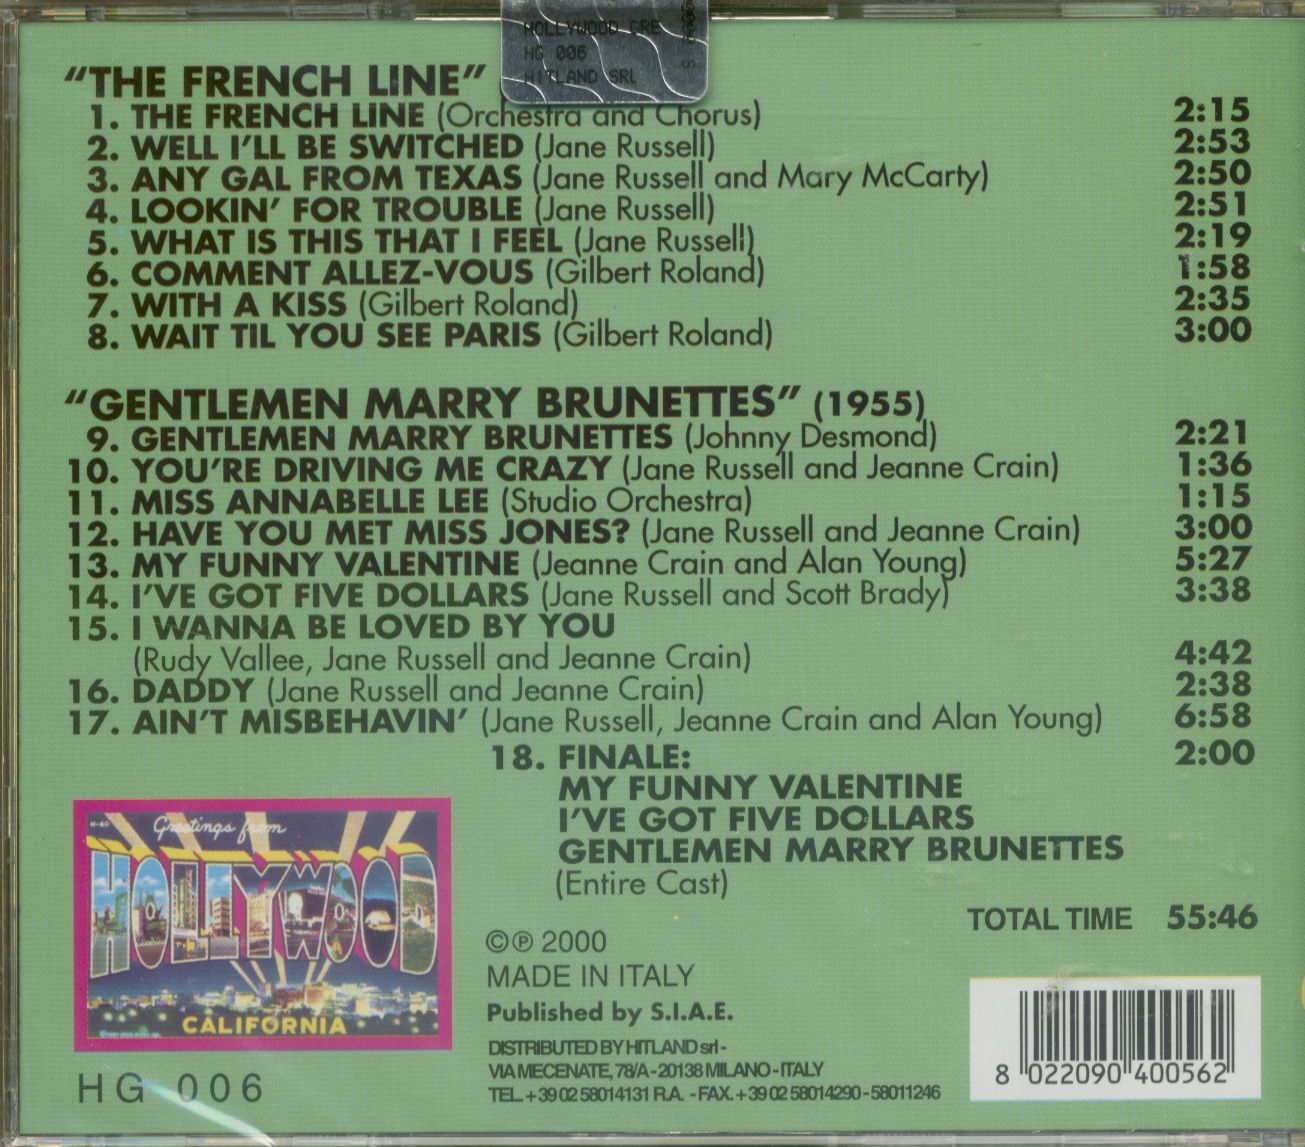 HOLLYWOOD CRE
HG 006
HITLAND SRL
"THE FRENCH LINE"
1. THE FRENCH LINE (Orchestra and Chorus) 2:15
2. WELL I'LL BE SWITCHED (Jane Russell) 2:53
3. ANY GAL FROM TEXAS (Jane Russell and Mary McCarty) 2:50
4. LOOKIN' FOR TROUBLE (Jane Russell) 2:51
5. WHAT IS THIS THAT I FEEL (Jane Russell) 2:19
6. COMMENT ALLEZ-VOUS (Gilbert Roland) 1:58
7. WITH A KISS (Gilbert Roland) 2:35
8. WAIT TIL YOU SEE PARIS (Gilbert Roland) 3:00
"GENTLEMEN MARRY BRUNETTES" (1955)
9. GENTLEMEN MARRY BRUNETTES (Johnny Desmond) 2:21
10. YOU'RE DRIVING ME CRAZY (Jane Russell and Jeanne Crain) 1:36
11. MISS ANNABELLE LEE (Studio Orchestra) 1:15
12. HAVE YOU MET MISS JONES? (Jane Russell and Jeanne Crain) 3:00
13. MY FUNNY VALENTINE (Jeanne Crain and Alan Young) 5:27
14. I'VE GOT FIVE DOLLARS (Jane Russell and Scott Brady) 3:38
15. I WANNA BE LOVED BY YOU
(Rudy Vallee, Jane Russell and Jeanne Crain) 4:42
16. DADDY (Jane Russell and Jeanne Crain) 2:38
17. AIN'T MISBEHAVIN' (Jane Russell, Jeanne Crain and Alan Young) 6:58
18. FINALE: 2:00
MY FUNNY VALENTINE
I'VE GOT FIVE DOLLARS
GENTLEMEN MARRY BRUNETTES
(Entire Cast)
TOTAL TIME 55:46
H-40
Greetings from
HOLLYWOOD
CALIFORNIA
HG 006
©℗ 2000
MADE IN ITALY
Published by S.I.A.E.
DISTRIBUTED BY HITLAND srl -
VIA MECENATE, 78/A - 20138 MILANO - ITALY
TEL. + 39 02 58014131 R.A. - FAX. + 39 02 58014290 - 58011246
8 022090 400562